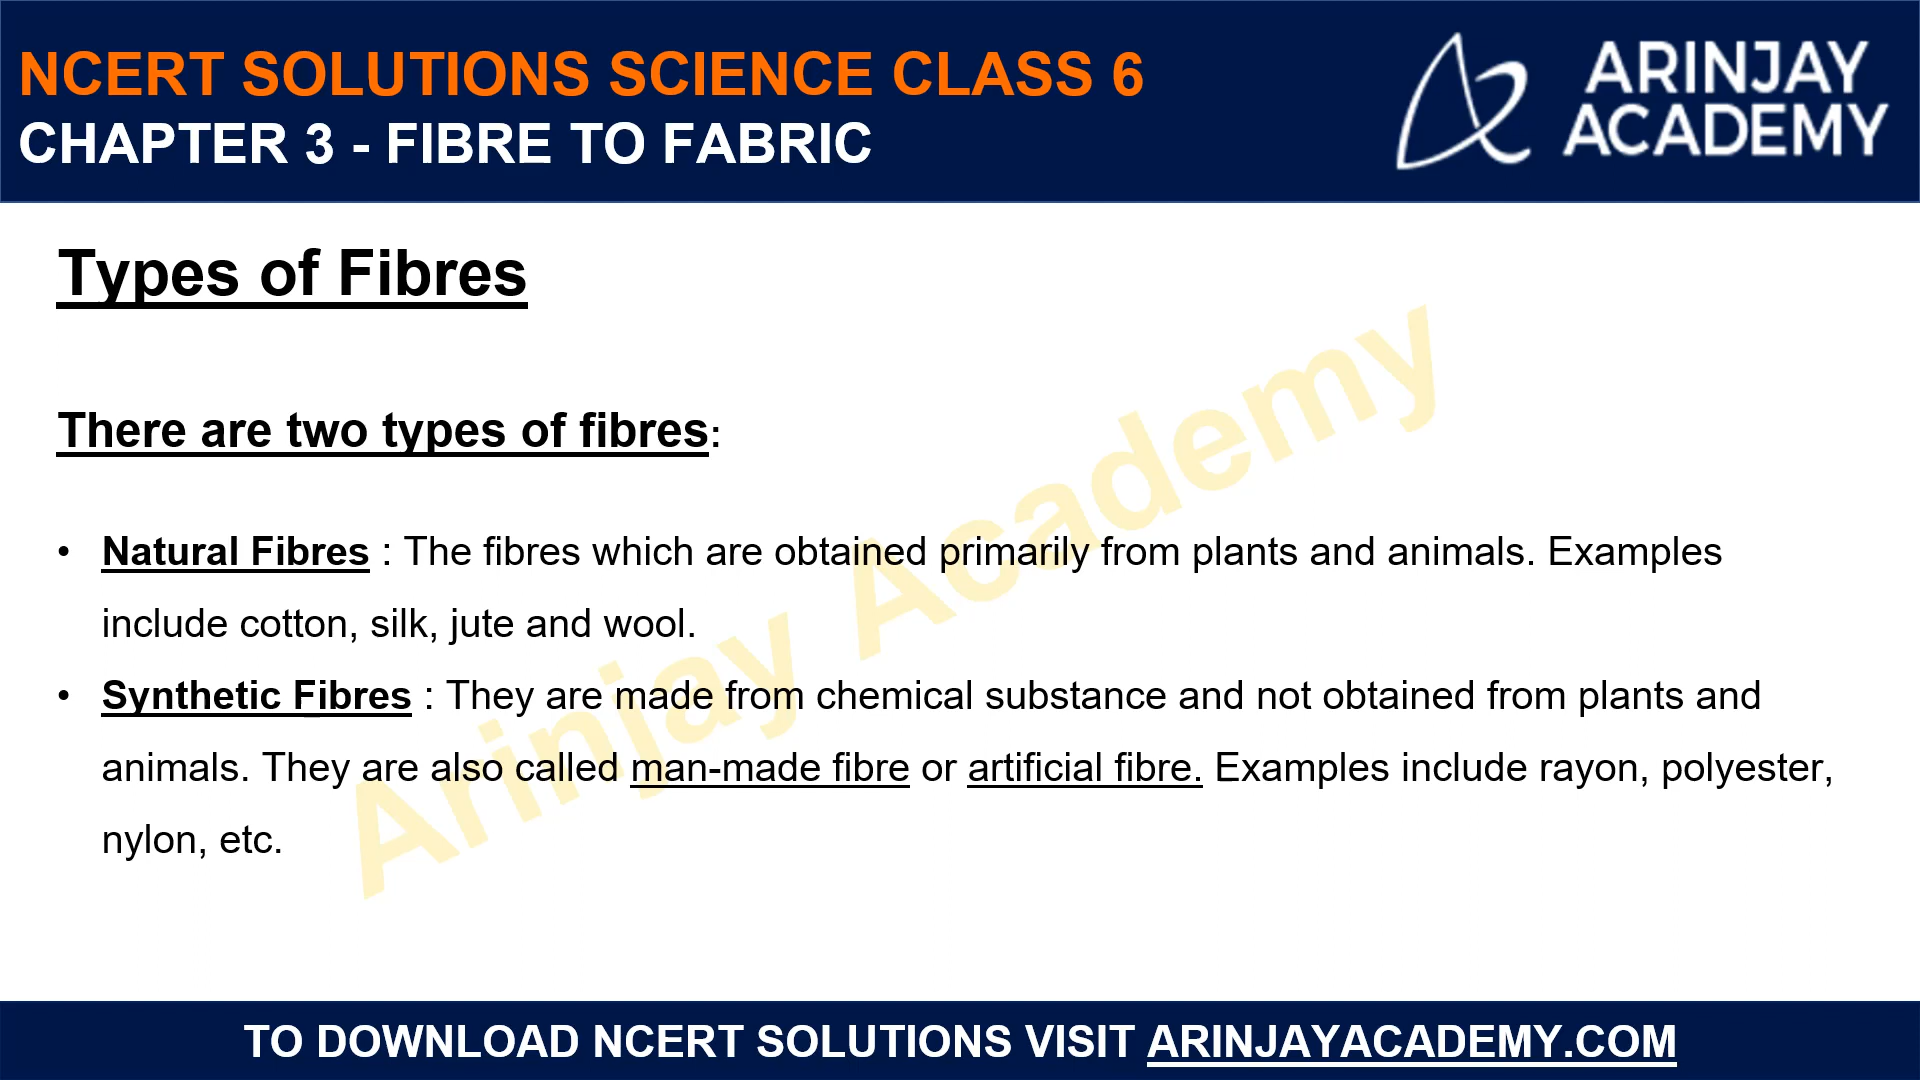 NCERT SOLUTIONS SCIENCE CLASS 6
CHAPTER 3 - FIBRE TO FABRIC
ARINJAY
ACADEMY
Types of Fibres
There are two types of fibres:
• Natural Fibres : The fibres which are obtained primarily from plants and animals. Examples
include cotton, silk, jute and wool.
• Synthetic Fibres : They are made from chemical substance and not obtained from plants and
animals. They are also called man-made fibre or artificial fibre. Examples include rayon, polyester,
nylon, etc.
Arinjay Academy
TO DOWNLOAD NCERT SOLUTIONS VISIT ARINJAYACADEMY.COM